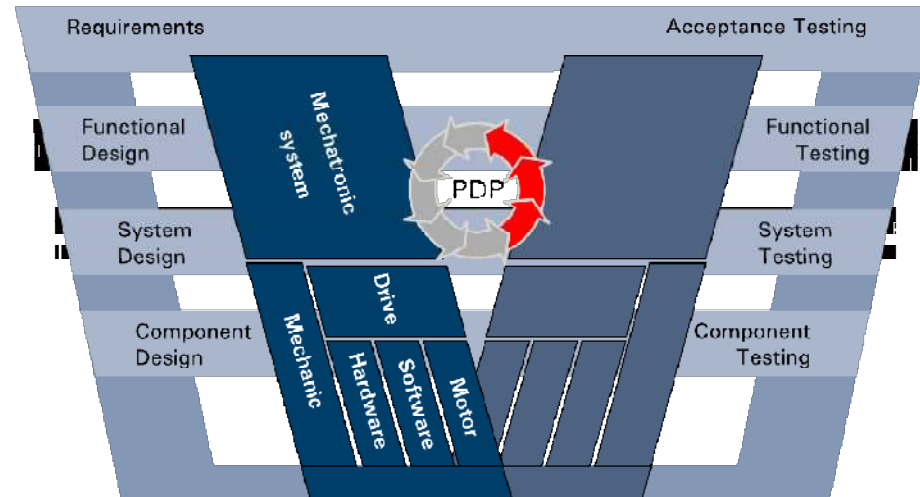 Requirements
Acceptance Testing
Mechatronic
system
Functional
Design
PDP
Functional
Testing
System
Design
System
Testing
Drive
Mechanic
Component
Design
Hardware
Software
Motor
Component
Testing